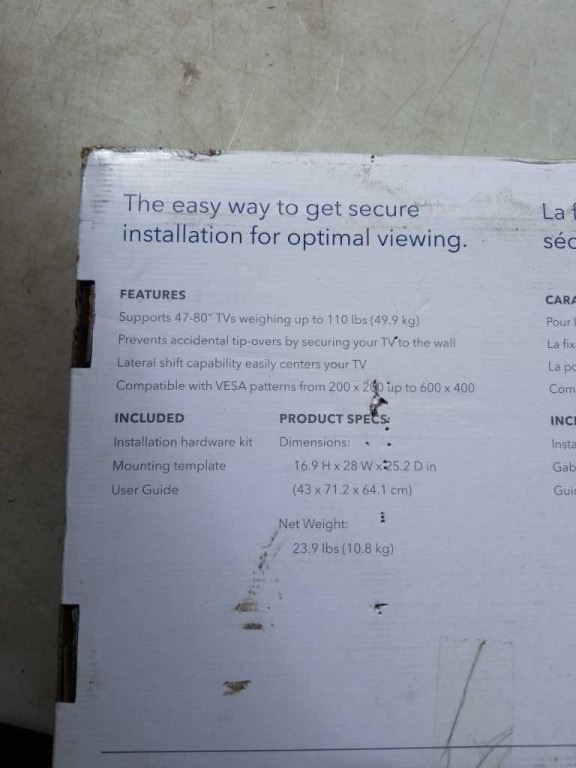 The easy way to get secure
installation for optimal viewing.
FEATURES
Supports 47-80" TVs weighing up to 110 lbs (49.9 kg)
Prevents accidental tip-overs by securing your TV to the wall
Lateral shift capability easily centers your TV
Compatible with VESA patterns from 200 x 200 up to 600 x 400
INCLUDED
Installation hardware kit
Mounting template
User Guide
PRODUCT SPECS:
Dimensions:
16.9 H x 28 W x 25.2 D in
(43 x 71.2 x 64.1 cm)
Net Weight:
23.9 lbs (10.8 kg)
La f
séc
CARA
Pour l
La fix
La po
Com
INCL
Insta
Gab
Guid